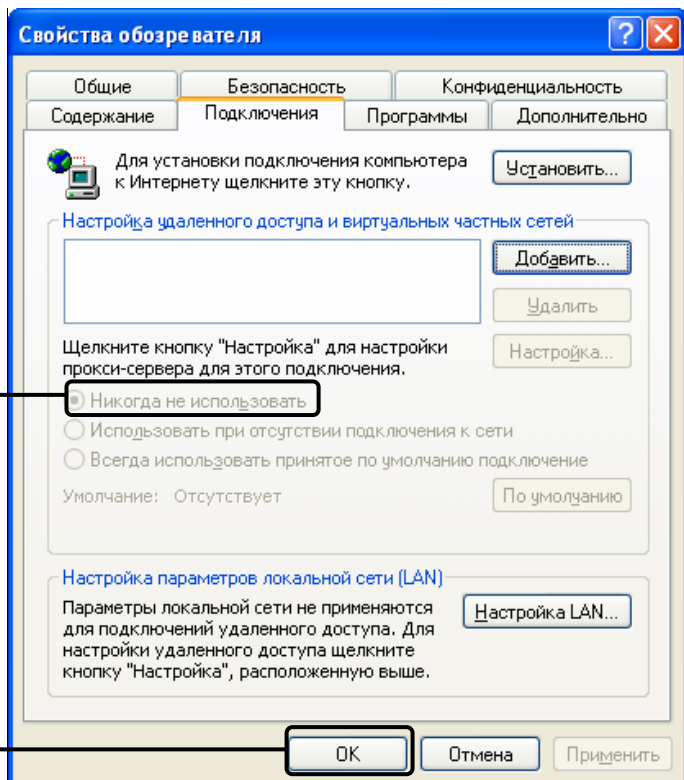 Свойства обозревателя
Общие Безопасность Конфиденциальность
Содержание Подключения Программы Дополнительно
Для установки подключения компьютера
к Интернету щелкните эту кнопку.
Установить...
Настройка удаленного доступа и виртуальных частных сетей
Добавить...
Удалить
Щелкните кнопку "Настройка" для настройки
прокси-сервера для этого подключения.
Настройка...
Никогда не использовать
Использовать при отсутствии подключения к сети
Всегда использовать принятое по умолчанию подключение
Умолчание: Отсутствует
По умолчанию
Настройка параметров локальной сети (LAN)
Параметры локальной сети не применяются
для подключений удаленного доступа. Для
настройки удаленного доступа щелкните
кнопку "Настройка", расположенную выше.
Настройка LAN...
OK Отмена Применить